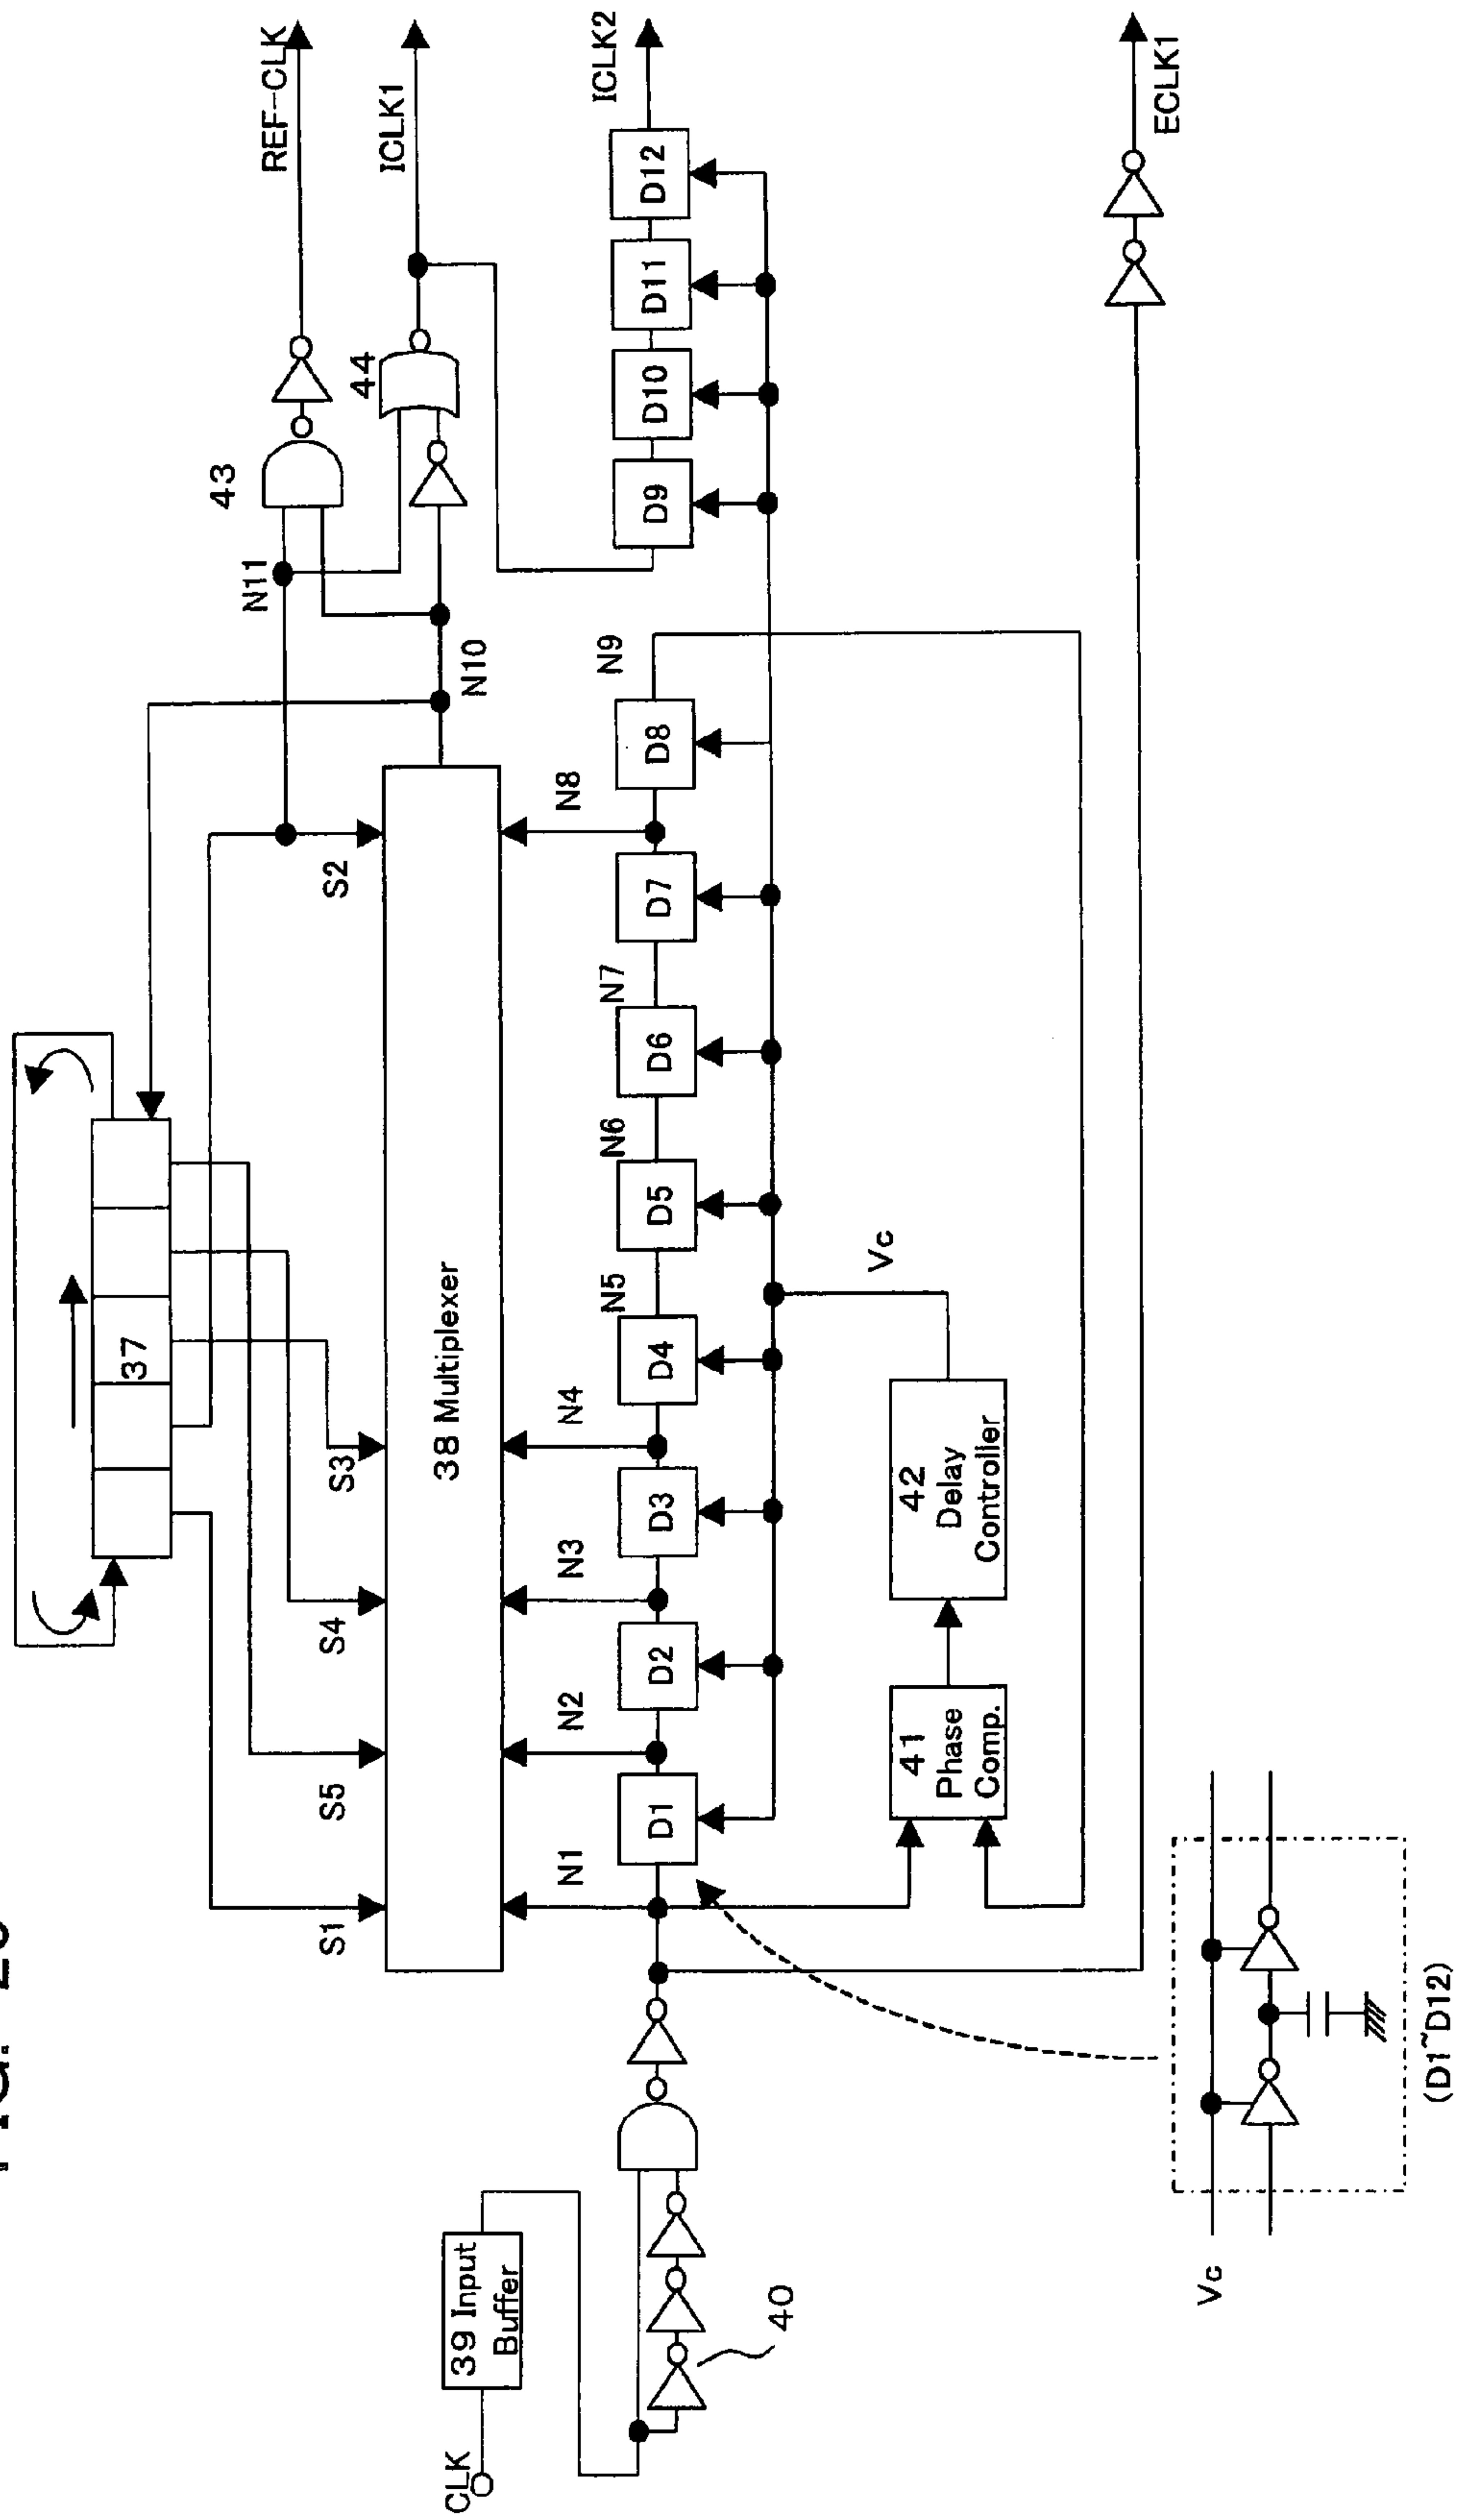 REF-CLK
ICLK1
ICLK2
ECLK1
43
44
N11
N10
37
S1
S5
S4
S3
S2
38 Multiplexer
N1
N2
N3
N4
N5
N6
N7
N8
N9
D1
D2
D3
D4
D5
D6
D7
D8
D9
D10
D11
D12
CLK
39 Input
Buffer
40
41
Phase
Comp.
42
Delay
Controller
Vc
Vc
(D1~D12)